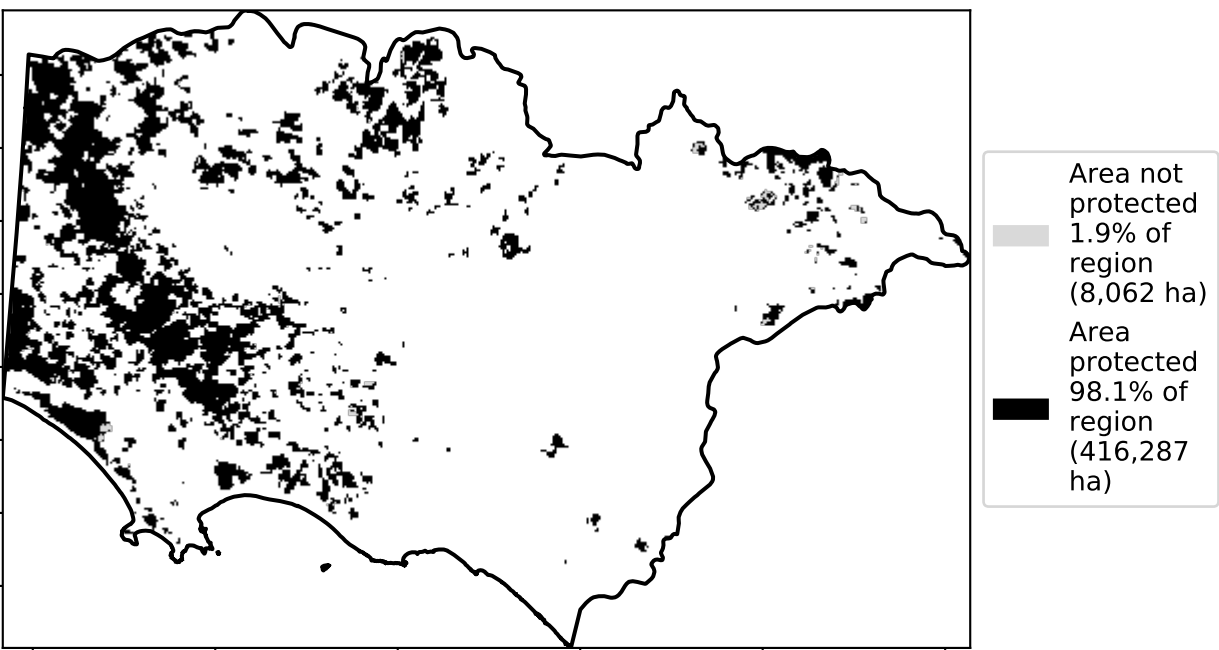 Area not
protected
1.9% of
region
(8,062 ha)
Area
protected
98.1% of
region
(416,287
ha)